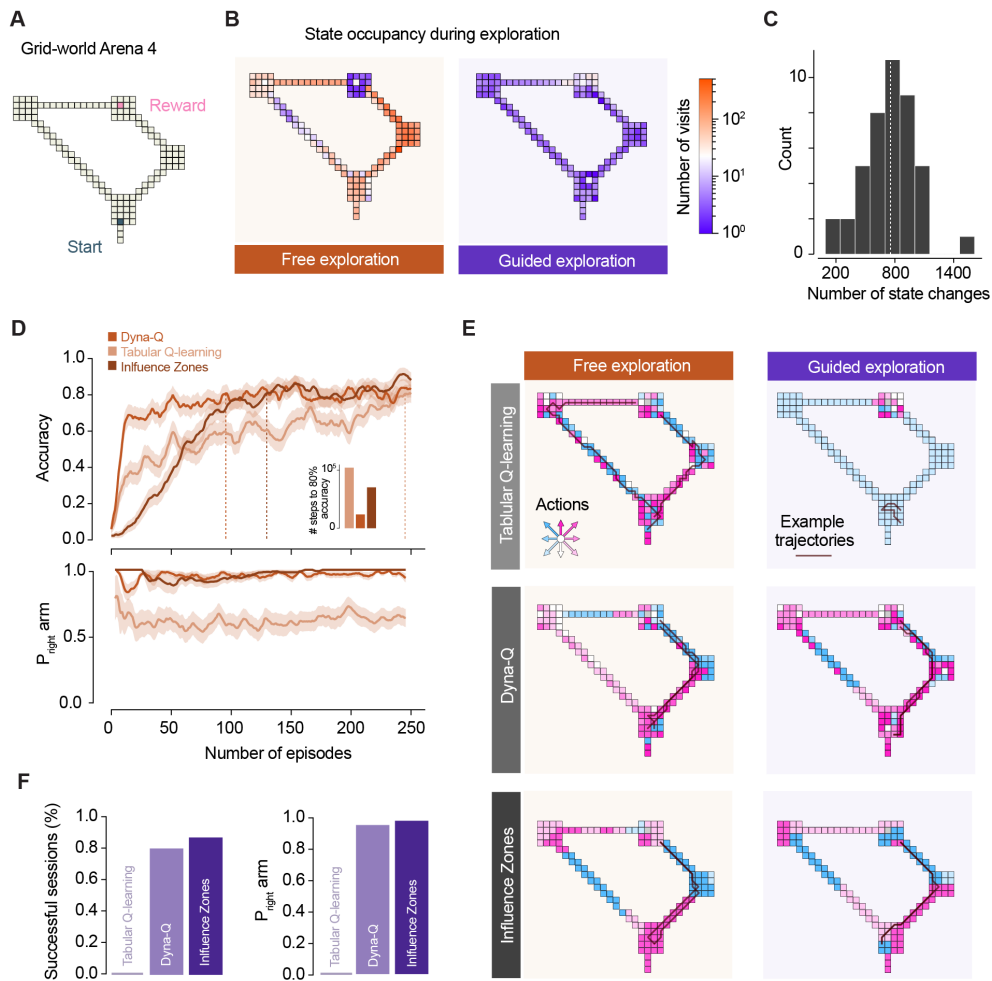 A
Grid-world Arena 4
Reward
Start
B
State occupancy during exploration
Free exploration
Guided exploration
Number of visits
10²
10¹
10⁰
C
Count
10
0
200
800
1400
Number of state changes
D
Dyna-Q
Tabular Q-learning
Influence Zones
Accuracy
1.0
0.8
0.6
0.4
0.2
0.0
# steps to 80%
accuracy
10⁵
0
P right arm
1.0
0.5
0.0
0
50
100
150
200
250
Number of episodes
E
Free exploration
Guided exploration
Tabular Q-learning
Actions
Example
trajectories
Dyna-Q
Influence Zones
F
Successful sessions (%)
1.0
0.8
0.6
0.4
0.2
0.0
Tabular Q-learning
Dyna-Q
Influence Zones
P right arm
1.0
0.8
0.6
0.4
0.2
0.0
Tabular Q-learning
Dyna-Q
Influence Zones